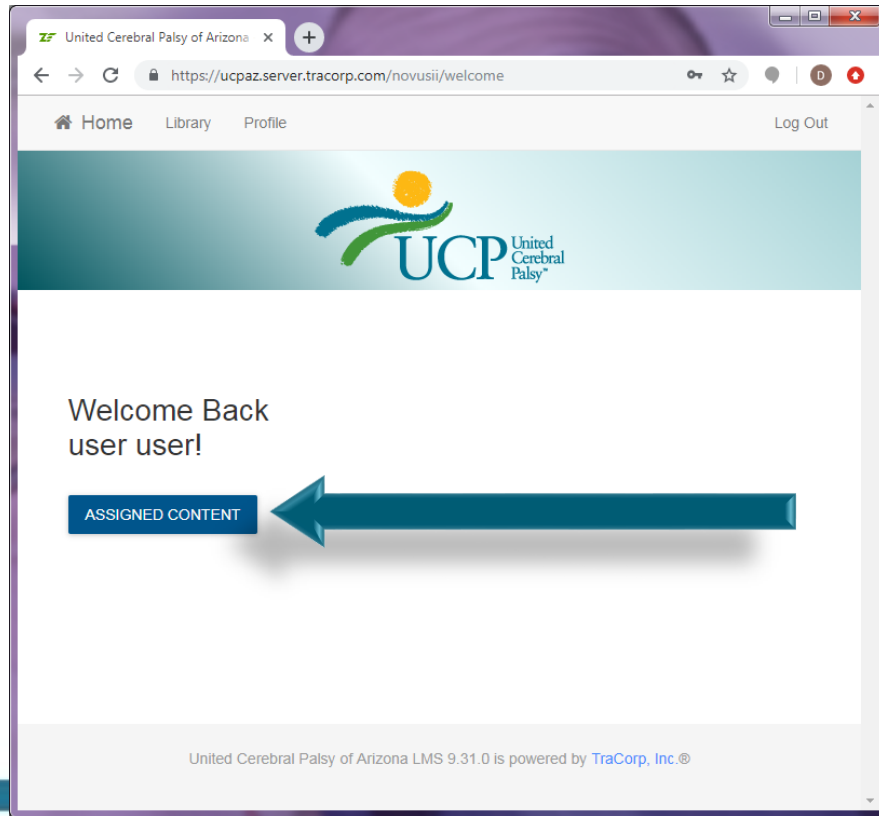 United Cerebral Palsy of Arizona
https://ucpaz.server.tracorp.com/novusii/welcome
D
Home Library Profile Log Out
UCP United
Cerebral
Palsy™
Welcome Back
user user!
ASSIGNED CONTENT
United Cerebral Palsy of Arizona LMS 9.31.0 is powered by TraCorp, Inc.®